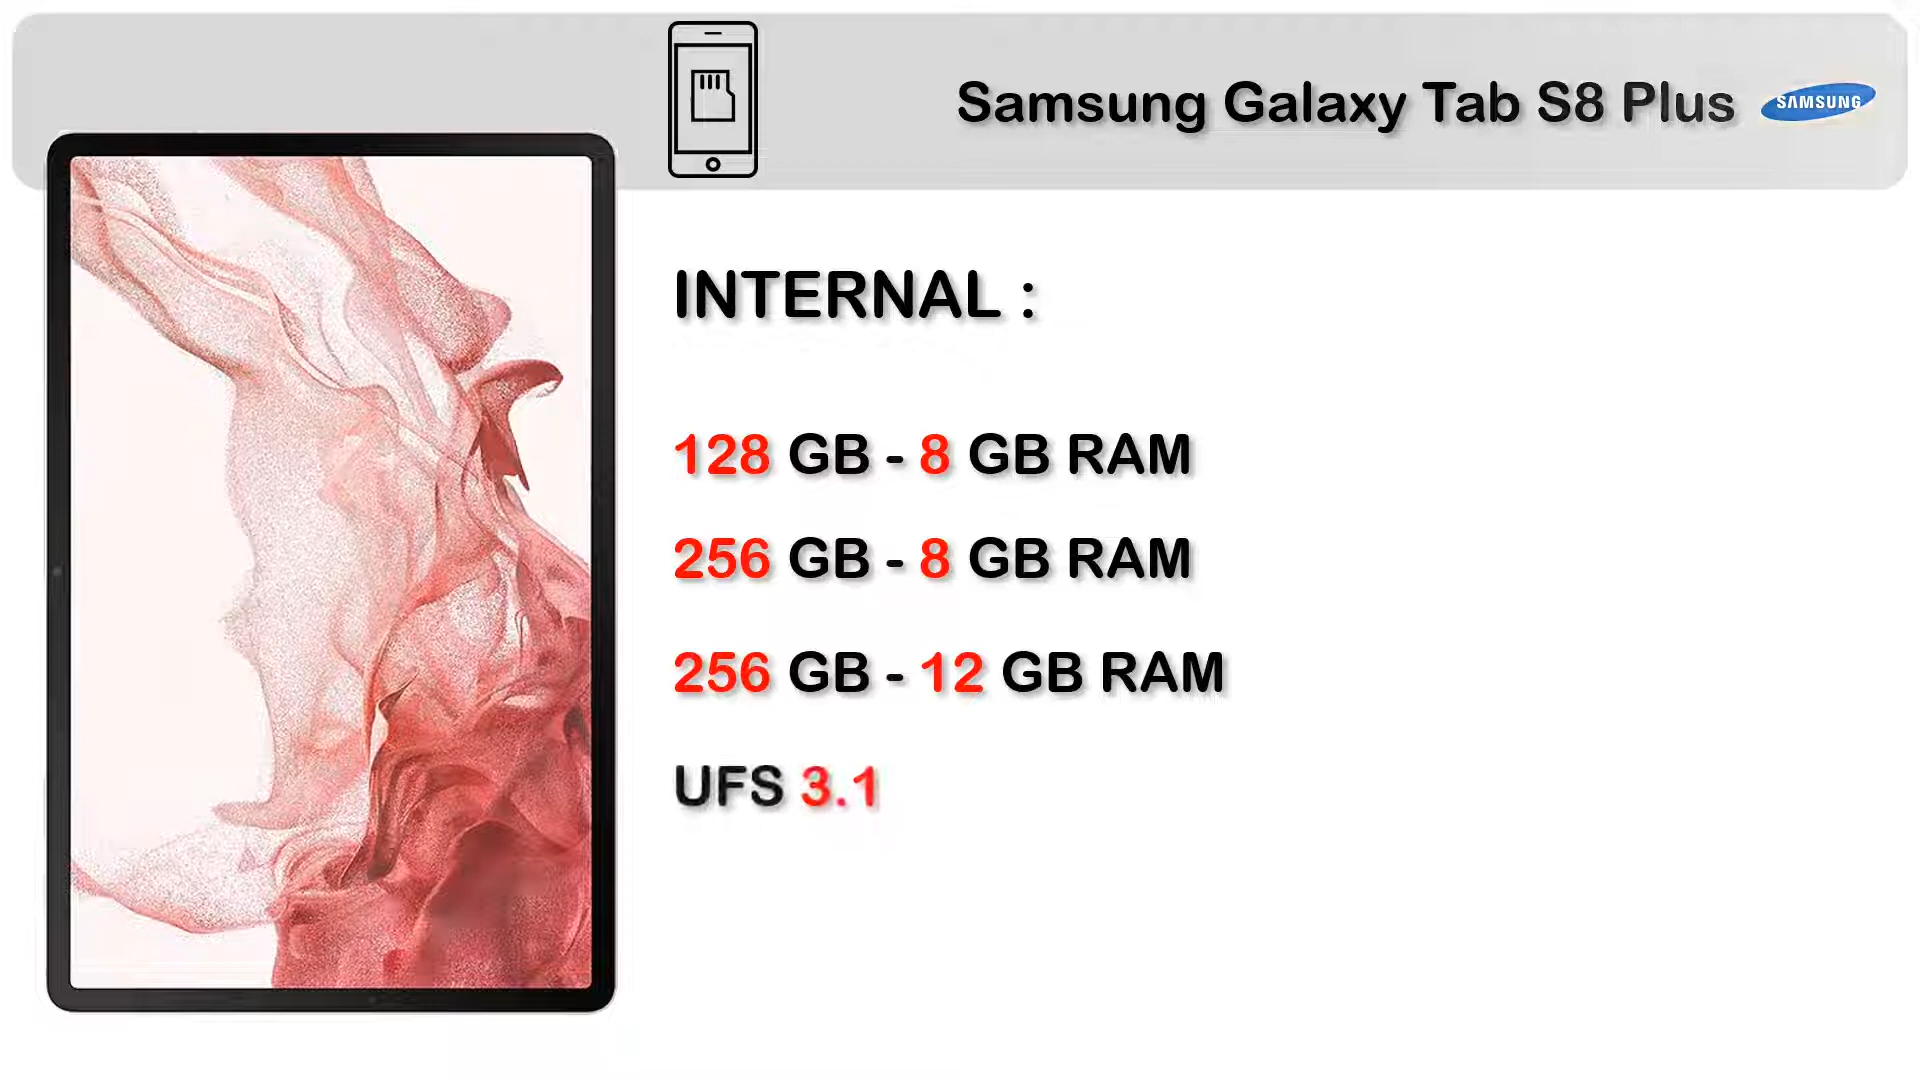 Samsung Galaxy Tab S8 Plus SAMSUNG
INTERNAL :
128 GB - 8 GB RAM
256 GB - 8 GB RAM
256 GB - 12 GB RAM
UFS 3.1